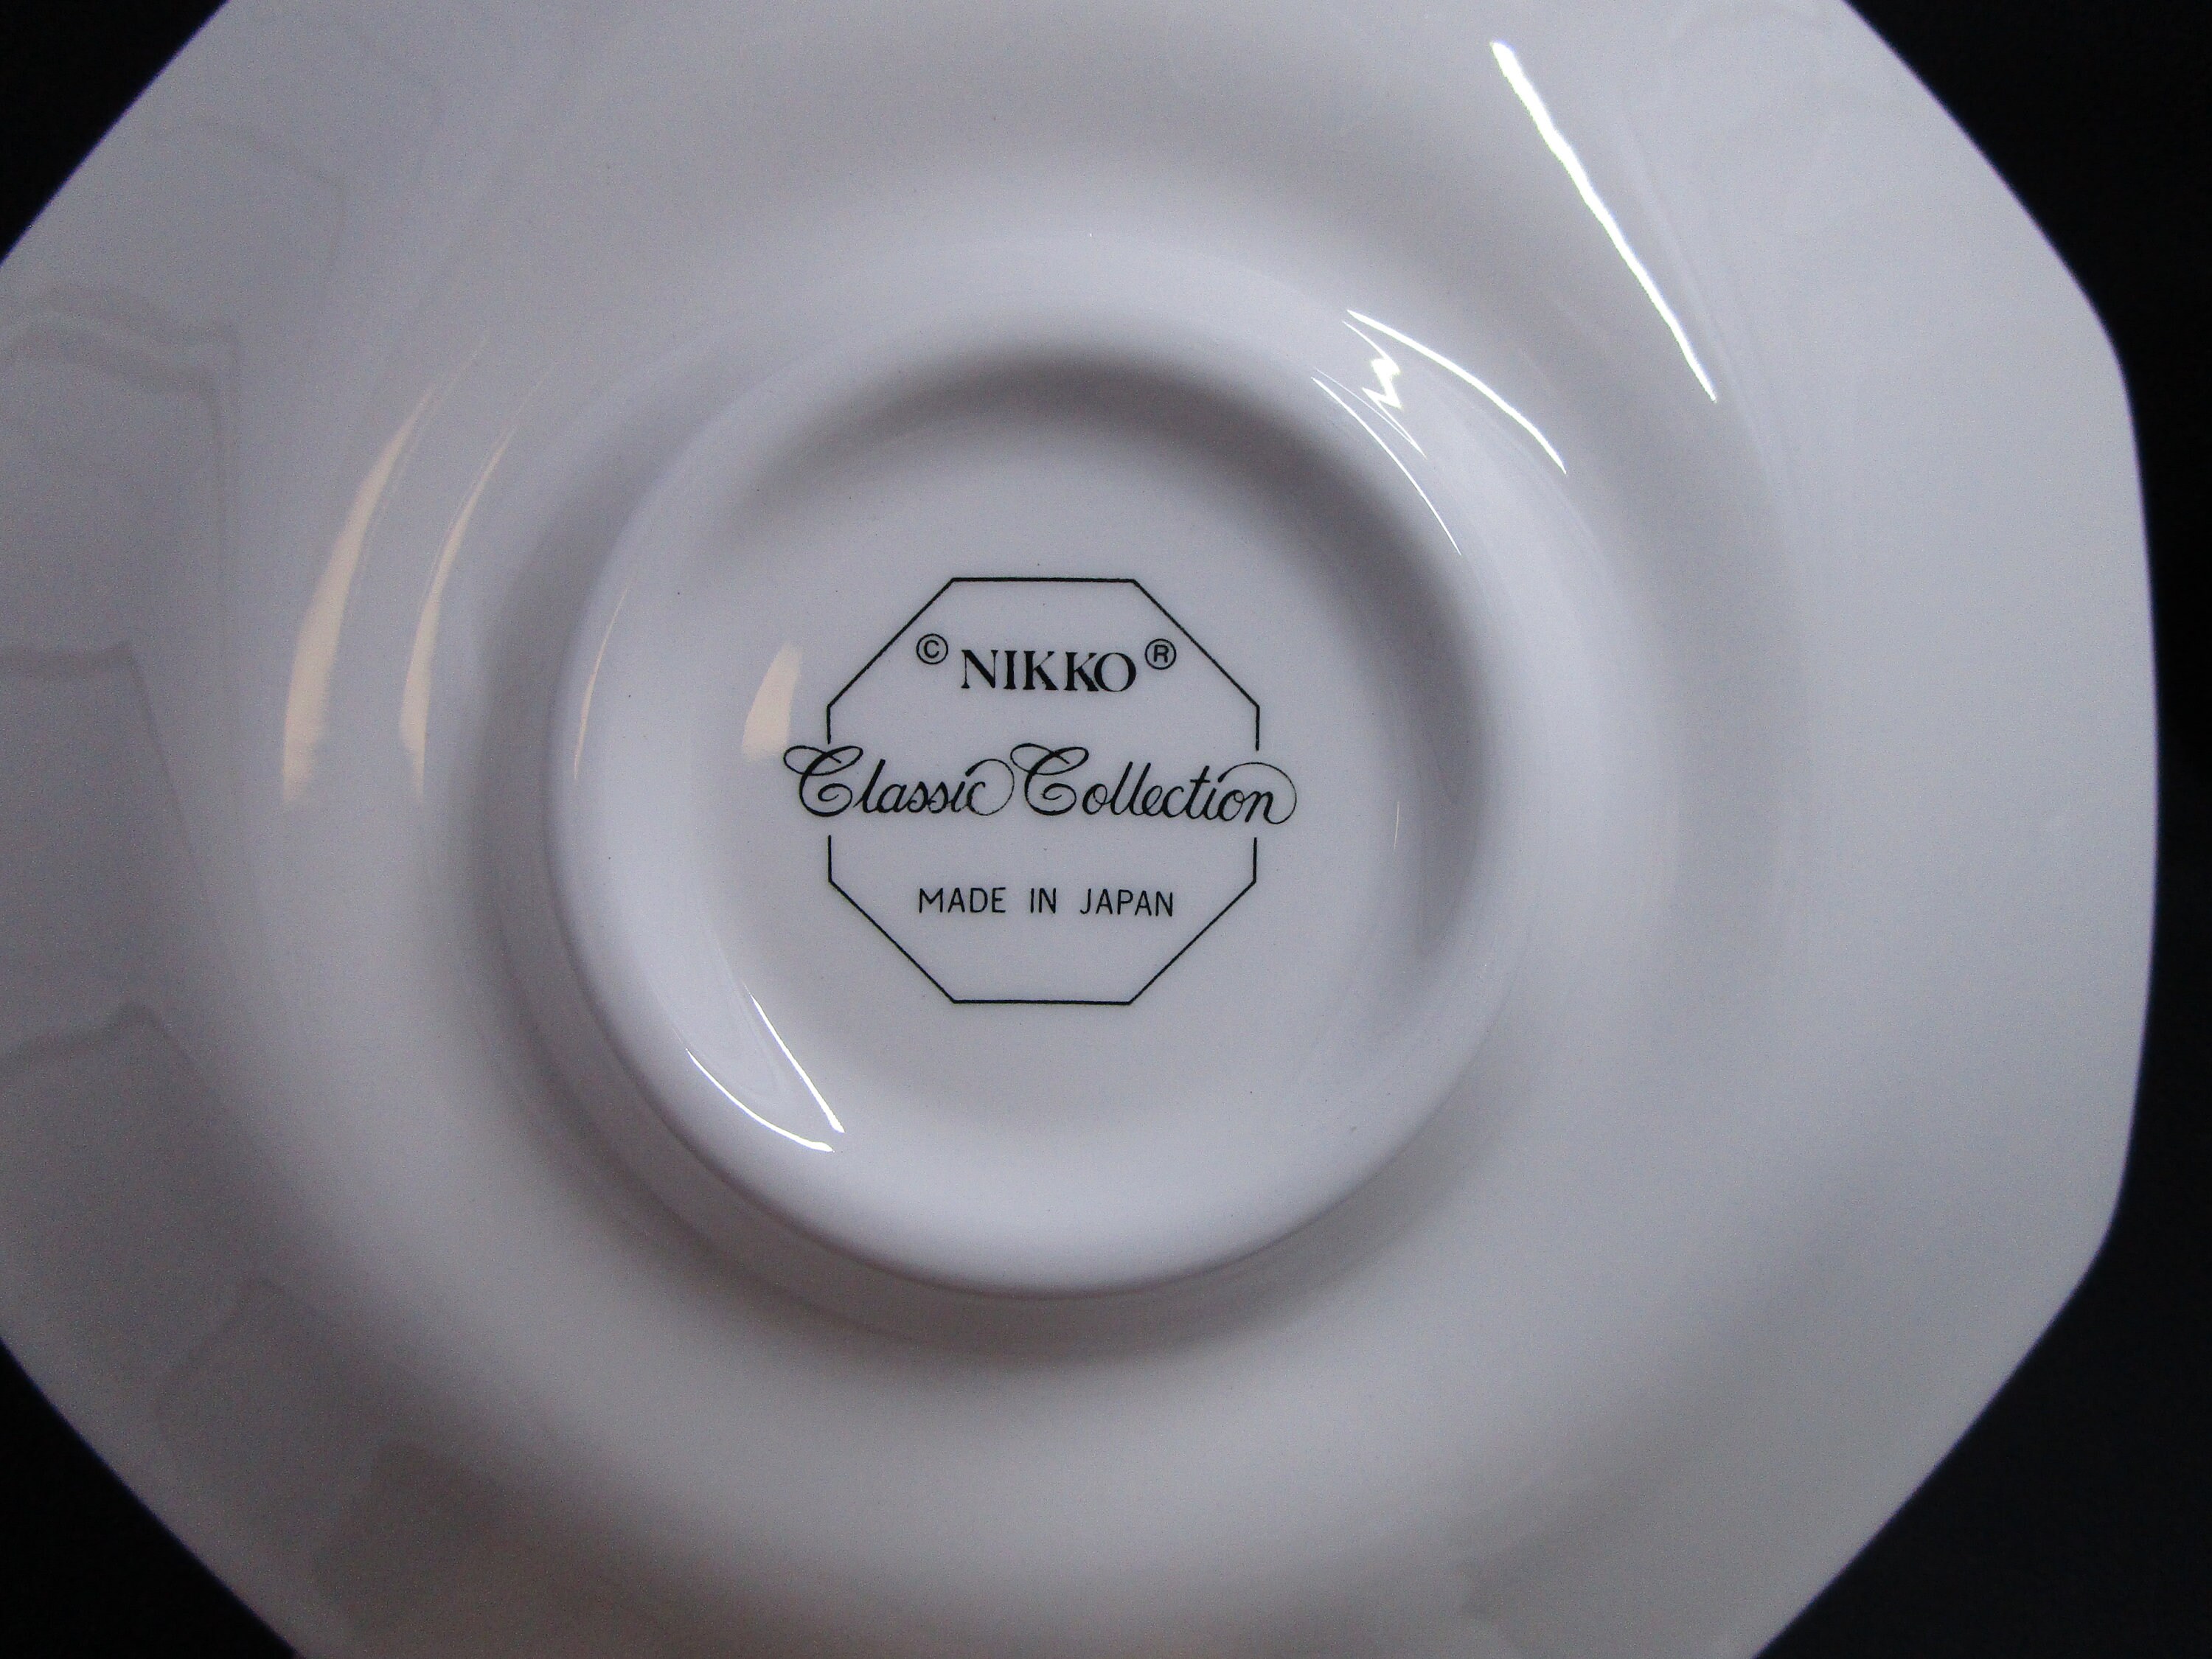 © NIKKO ®
Classic Collection
MADE IN JAPAN